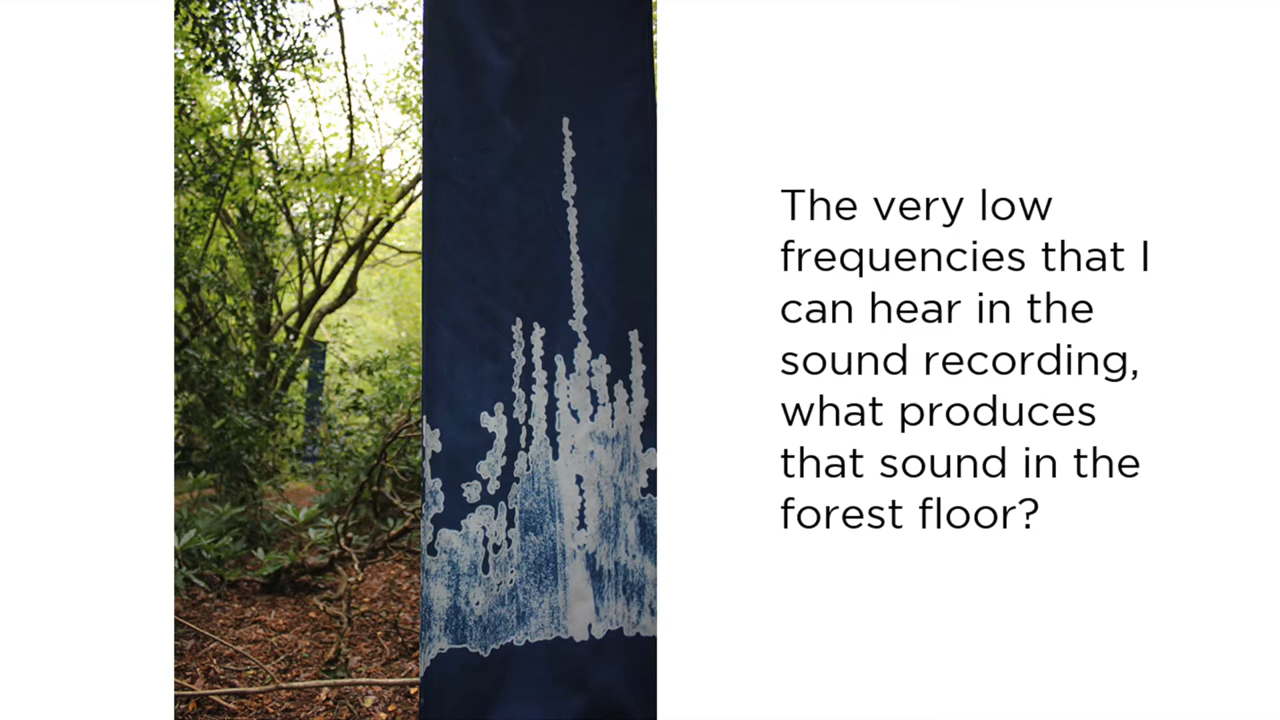 The very low
frequencies that I
can hear in the
sound recording,
what produces
that sound in the
forest floor?